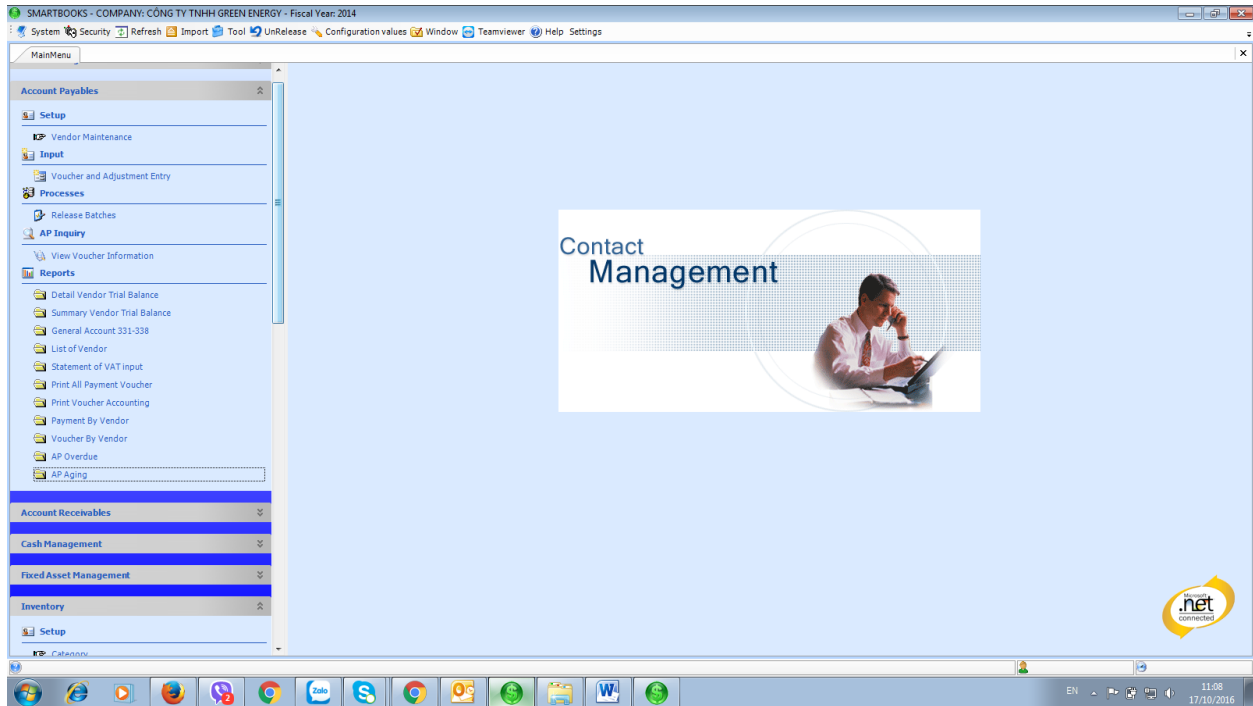 SMARTBOOKS - COMPANY: CÔNG TY TNHH GREEN ENERGY - Fiscal Year: 2014
System Security Refresh Import Tool UnRelease Configuration values Window Teamviewer Help Settings
MainMenu
Account Payables
Setup
Vendor Maintenance
Input
Voucher and Adjustment Entry
Processes
Release Batches
AP Inquiry
View Voucher Information
Reports
Detail Vendor Trial Balance
Summary Vendor Trial Balance
General Account 331-338
List of Vendor
Statement of VAT input
Print All Payment Voucher
Print Voucher Accounting
Payment By Vendor
Voucher By Vendor
AP Overdue
AP Aging
Account Receivables
Cash Management
Fixed Asset Management
Inventory
Setup
Category
Contact
Management
Microsoft
.net
connected
Zalo
EN
11:08
17/10/2016